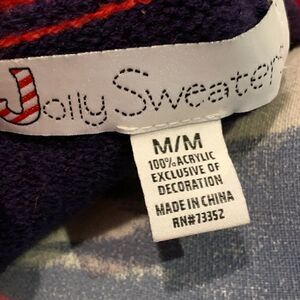 Jolly Sweater
M/M
100% ACRYLIC
EXCLUSIVE OF
DECORATION
MADE IN CHINA
RN#73352